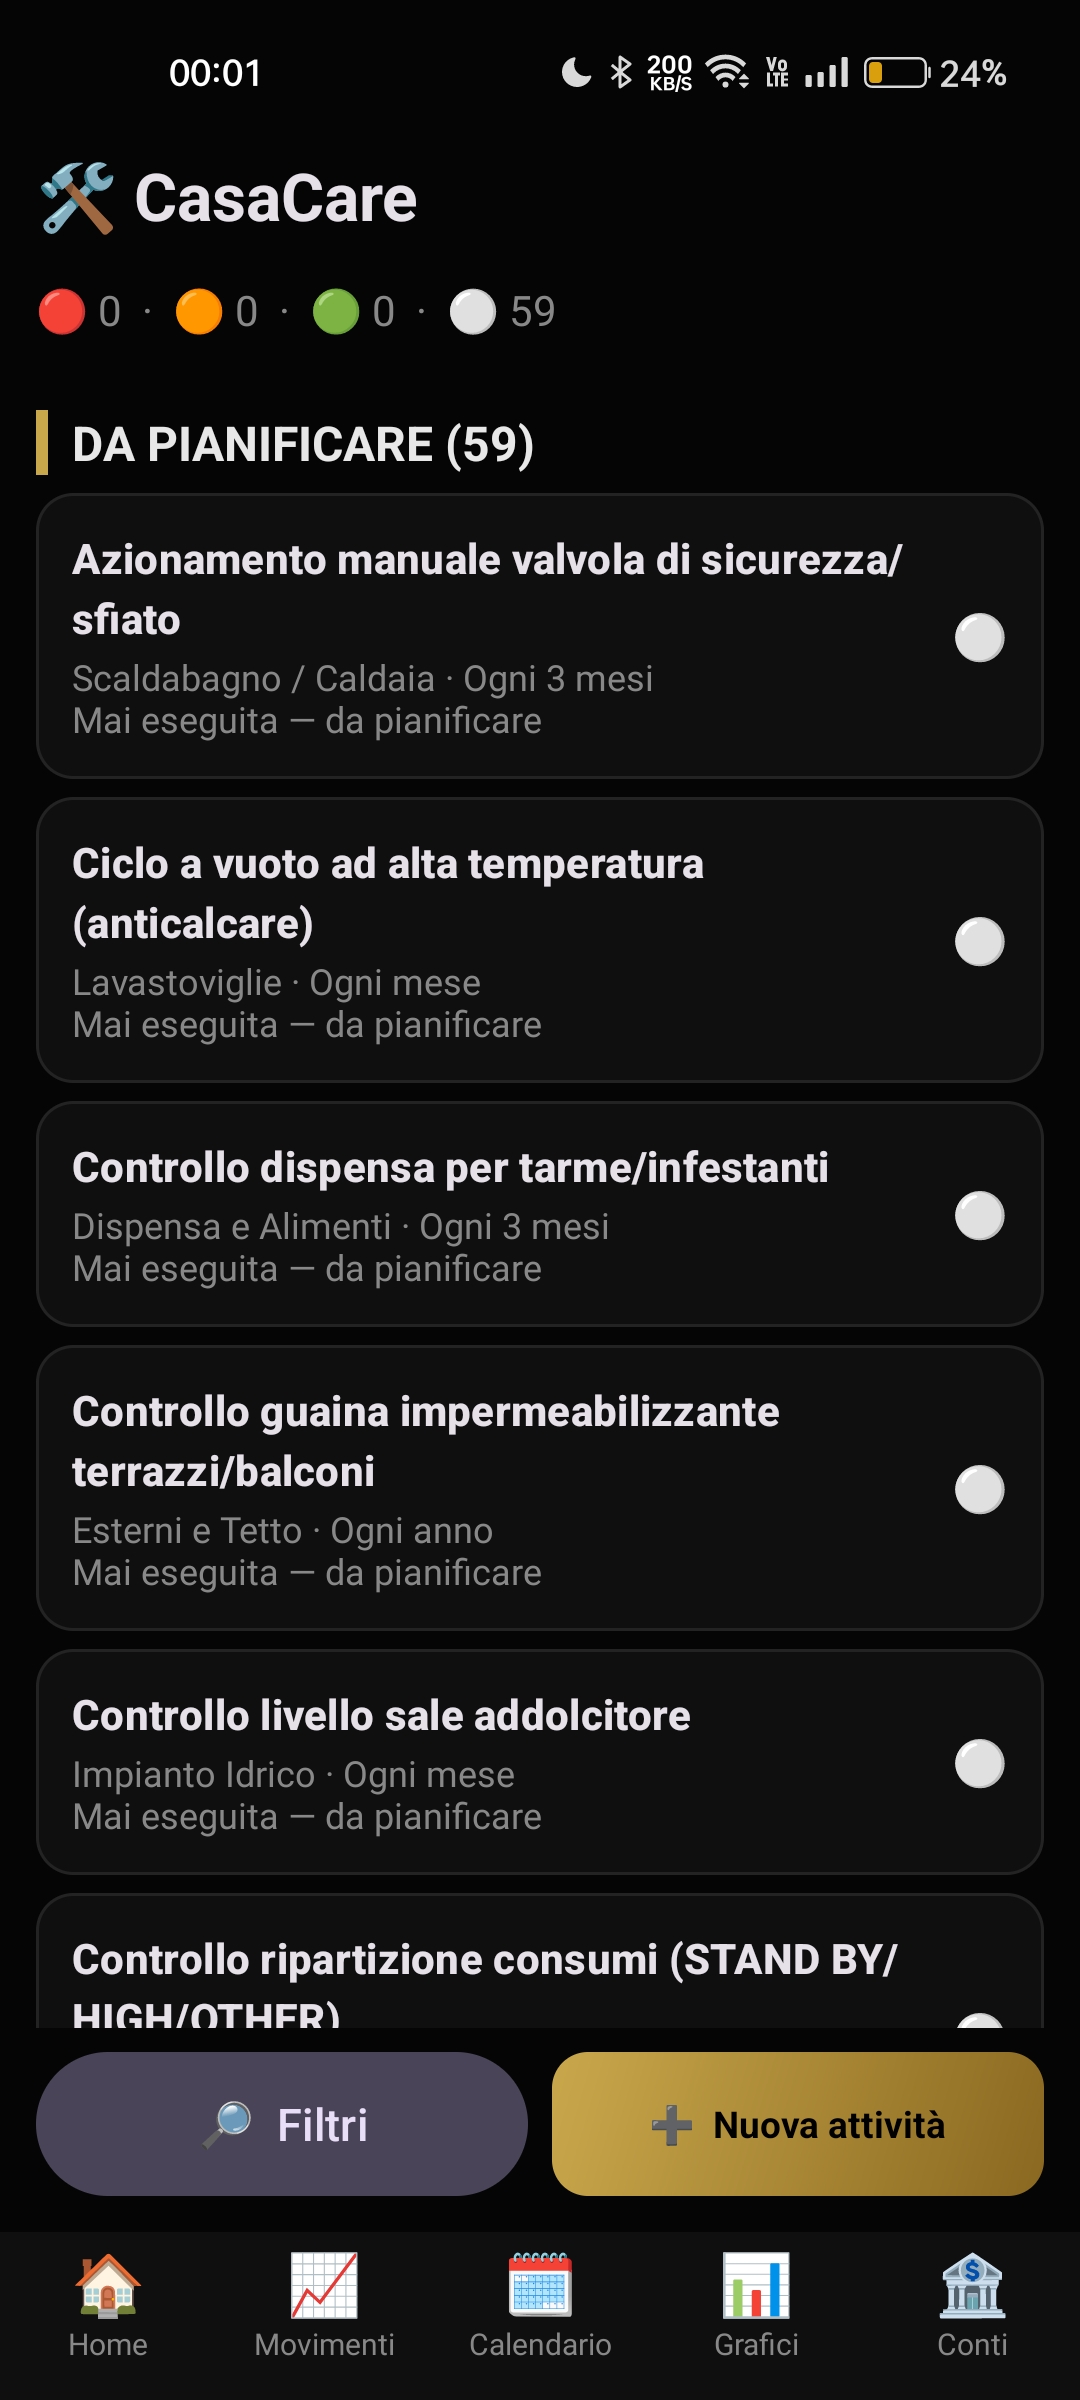 00:01
200 KB/S Vo LTE 24%
CasaCare
0 · 0 · 0 · 59
DA PIANIFICARE (59)
Azionamento manuale valvola di sicurezza/
sfiato
Scaldabagno / Caldaia · Ogni 3 mesi
Mai eseguita — da pianificare
Ciclo a vuoto ad alta temperatura
(anticalcare)
Lavastoviglie · Ogni mese
Mai eseguita — da pianificare
Controllo dispensa per tarme/infestanti
Dispensa e Alimenti · Ogni 3 mesi
Mai eseguita — da pianificare
Controllo guaina impermeabilizzante
terrazzi/balconi
Esterni e Tetto · Ogni anno
Mai eseguita — da pianificare
Controllo livello sale addolcitore
Impianto Idrico · Ogni mese
Mai eseguita — da pianificare
Controllo ripartizione consumi (STAND BY/
HIGH/OTHER)
Filtri
Nuova attività
Home Movimenti Calendario Grafici Conti